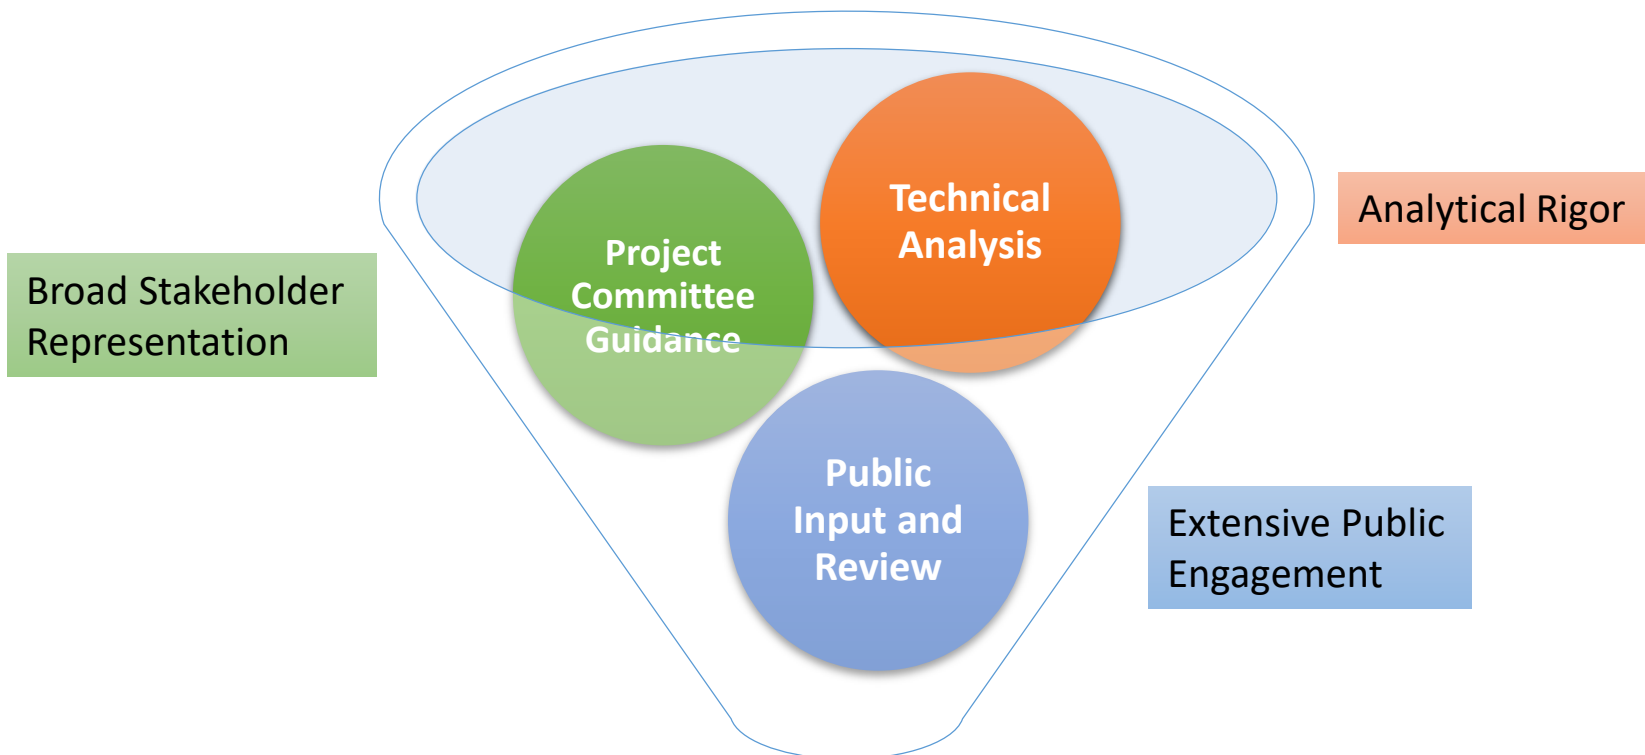 Technical
Analysis
Analytical Rigor
Project
Committee
Guidance
Broad Stakeholder
Representation
Public
Input and
Review
Extensive Public
Engagement